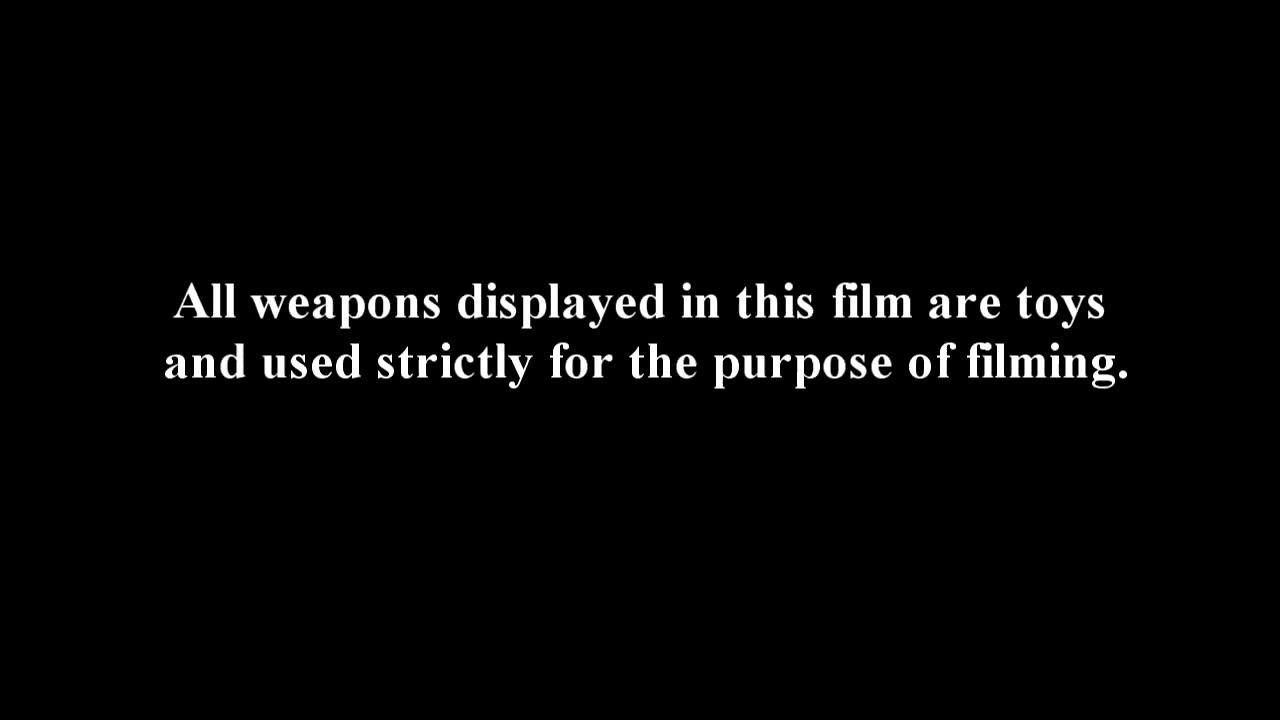 All weapons displayed in this film are toys
and used strictly for the purpose of filming.